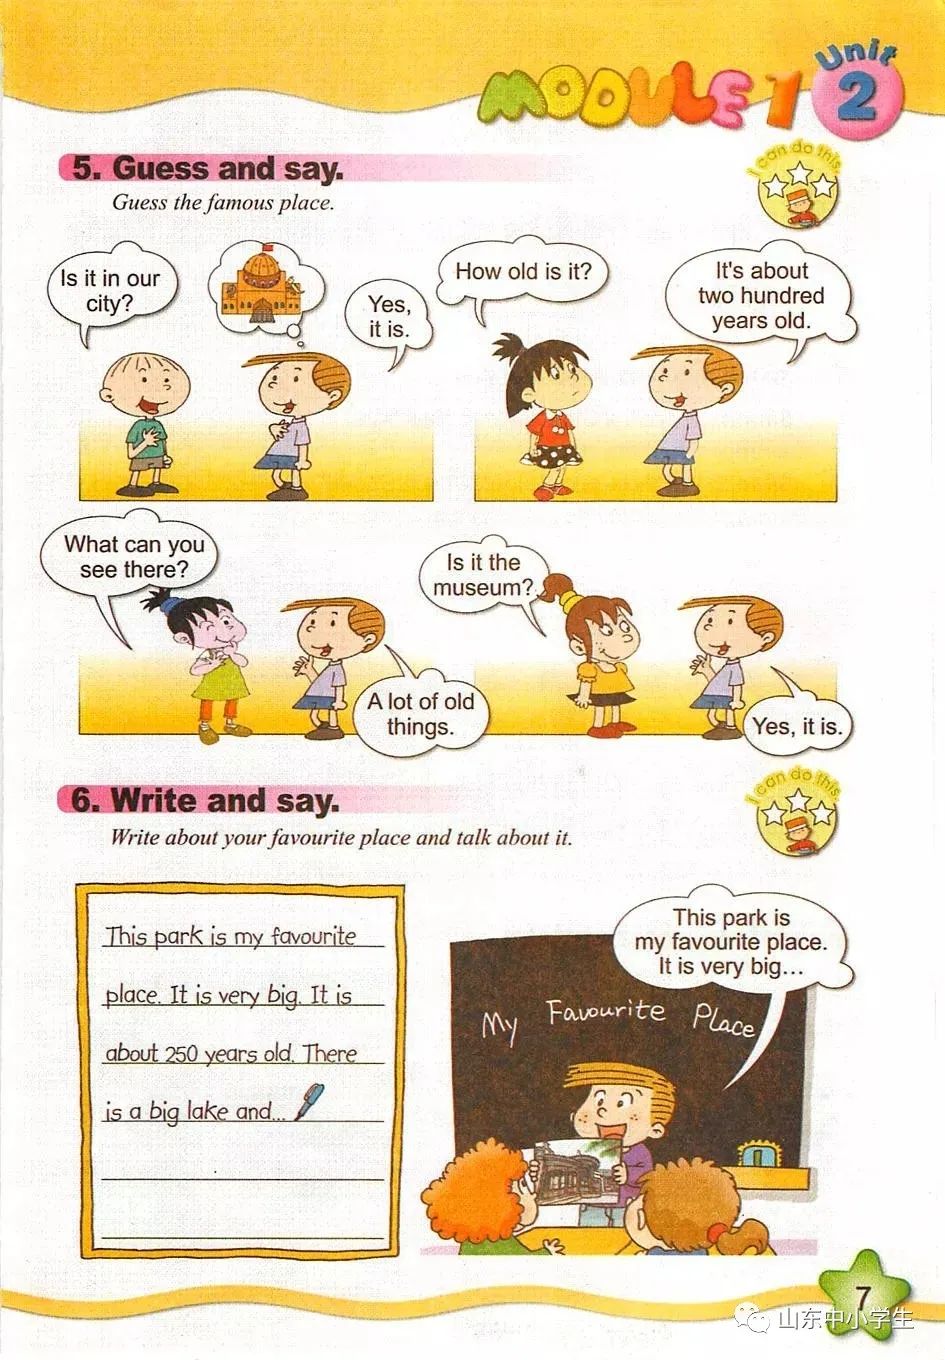 MODULE 1
Unit
2
5. Guess and say.
I can do this.
Guess the famous place.
Is it in our
city?
Yes,
it is.
How old is it?
It's about
two hundred
years old.
What can you
see there?
A lot of old
things.
Is it the
museum?
Yes, it is.
6. Write and say.
I can do this.
Write about your favourite place and talk about it.
This park is my favourite
place. It is very big. It is
about 250 years old. There
is a big lake and...
This park is
my favourite place.
It is very big...
My Favourite Place
7
山东中小学生